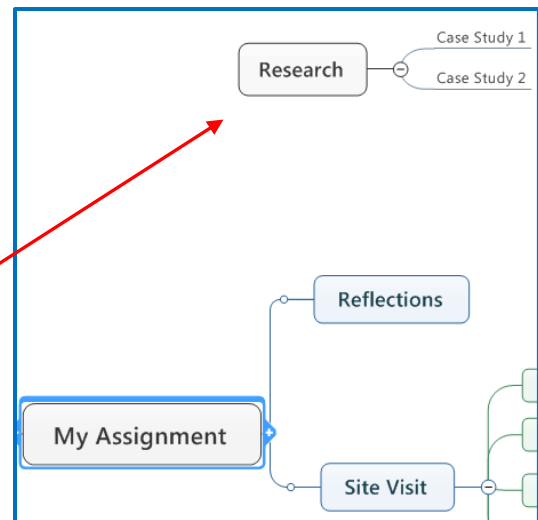 Case Study 1
Research
Case Study 2
Reflections
My Assignment
Site Visit